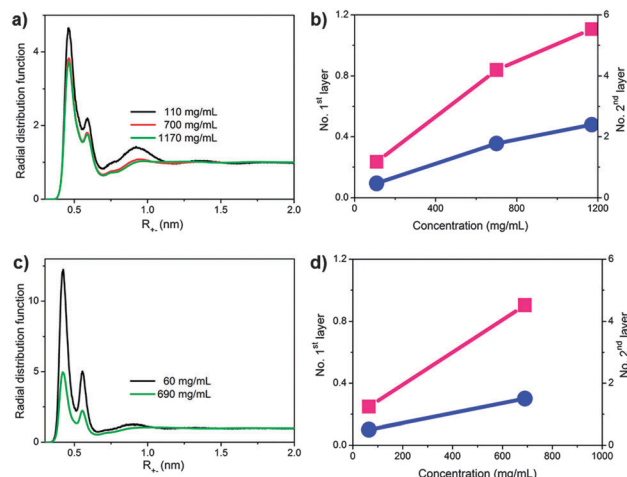 a)
Radial distribution function
4
2
0
110 mg/mL
700 mg/mL
1170 mg/mL
0.5
1.0
1.5
2.0
R+- (nm)
b)
No. 1st layer
1.2
0.8
0.4
0.0
6
4
2
0
No. 2nd layer
0
400
800
1200
Concentration (mg/mL)
c)
Radial distribution function
10
5
0
60 mg/mL
690 mg/mL
0.5
1.0
1.5
2.0
R+- (nm)
d)
No. 1st layer
1.2
0.8
0.4
0.0
6
4
2
0
No. 2nd layer
0
200
400
600
800
1000
Concentration (mg/mL)